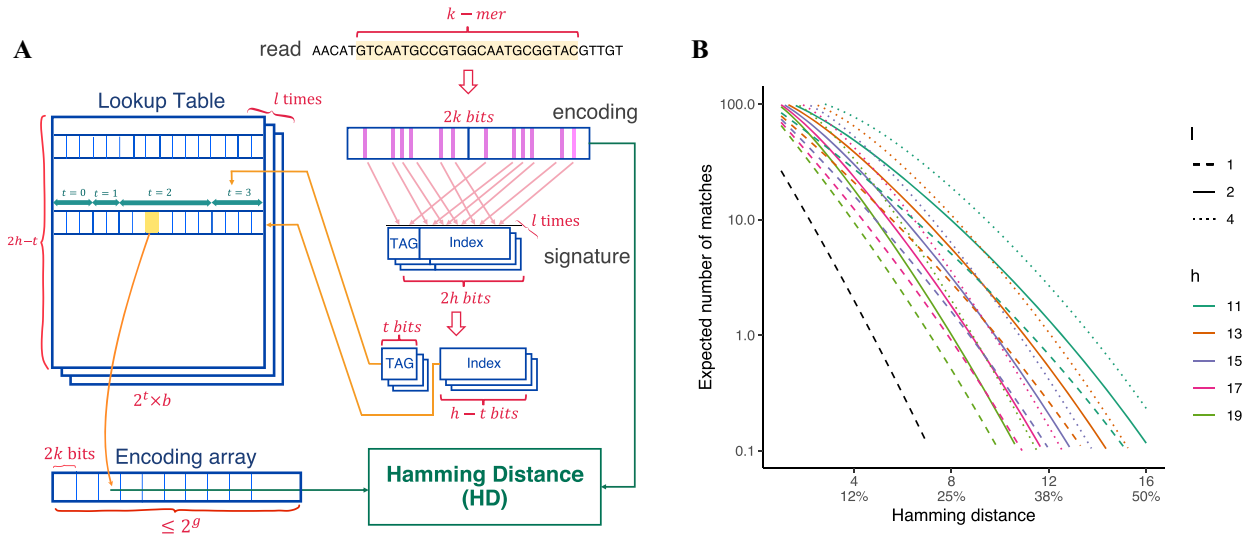 A
k − mer
read AACATGTCAATGCCGTGGCAATGCGGTACGTTGT
Lookup Table
l times
2k bits
encoding
t = 0
t = 1
t = 2
t = 3
2h−t
l times
TAG
Index
signature
2h bits
t bits
TAG
Index
h − t bits
2^t×b
2k bits
Encoding array
≤ 2^g
Hamming Distance
(HD)
B
Expected number of matches
100.0
10.0
1.0
0.1
4
12%
8
25%
12
38%
16
50%
Hamming distance
l
1
2
4
h
11
13
15
17
19